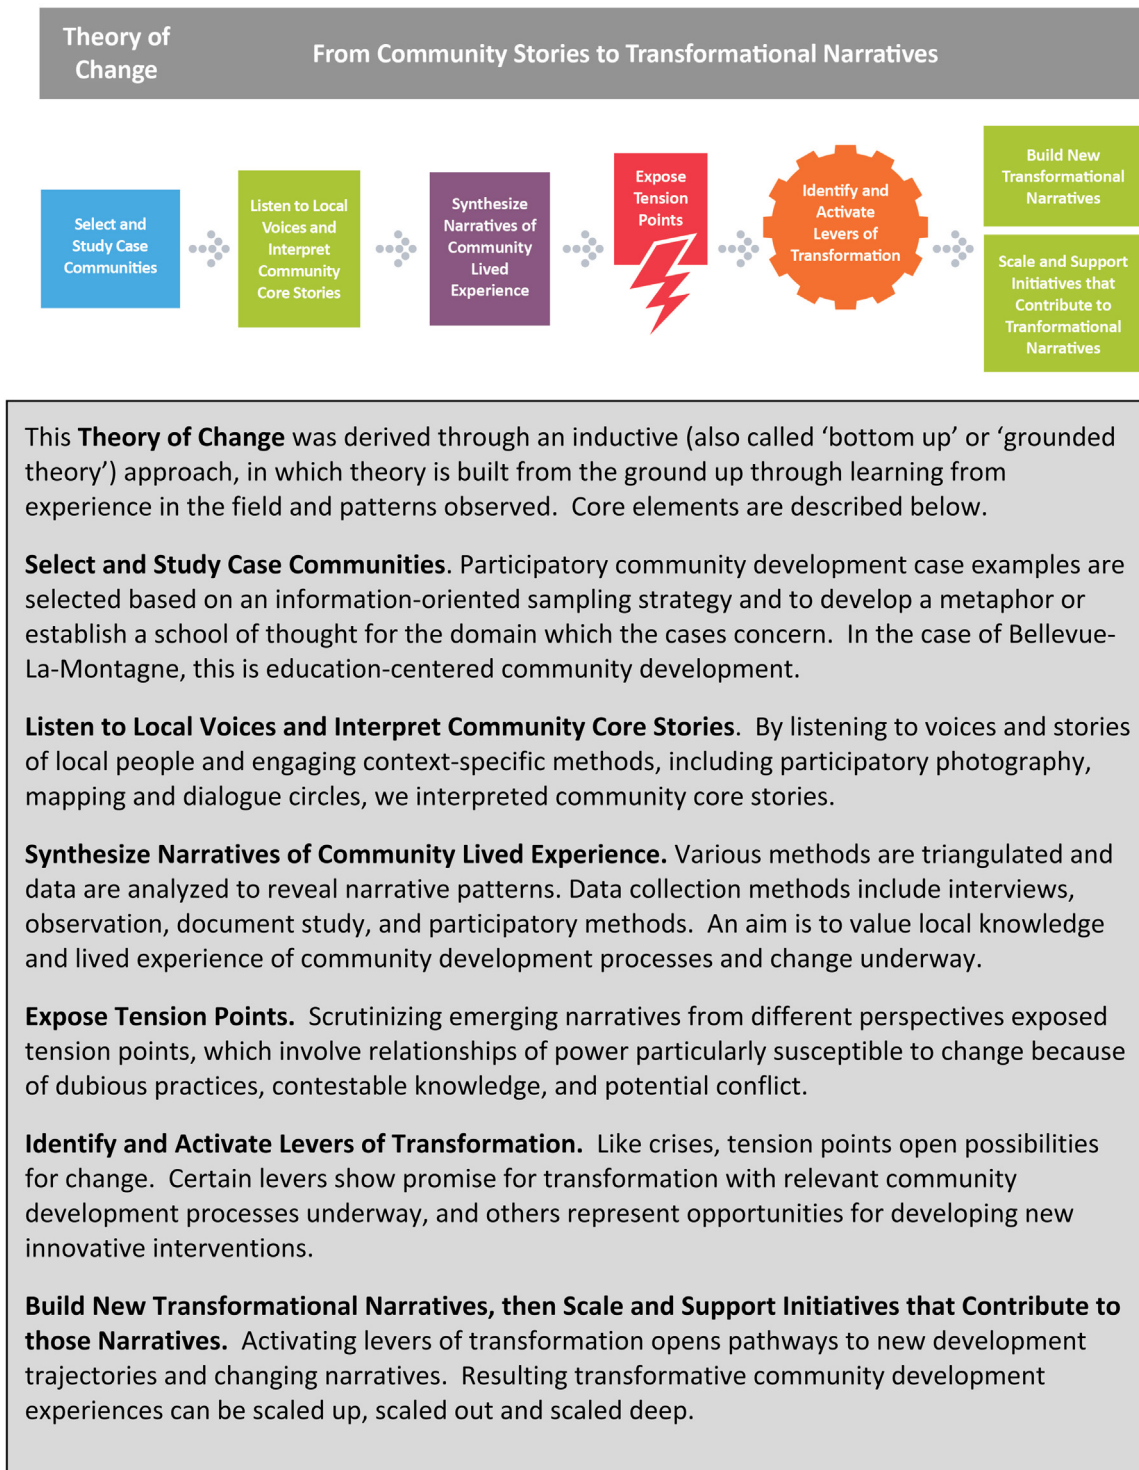 Theory of
Change
From Community Stories to Transformational Narratives
Select and
Study Case
Communities
Listen to Local
Voices and
Interpret
Community
Core Stories
Synthesize
Narratives of
Community
Lived
Experience
Expose
Tension
Points
Identify and
Activate
Levers of
Transformation
Build New
Transformational
Narratives
Scale and Support
Initiatives that
Contribute to
Tranformational
Narratives
This Theory of Change was derived through an inductive (also called ‘bottom up’ or ‘grounded
theory’) approach, in which theory is built from the ground up through learning from
experience in the field and patterns observed.  Core elements are described below.
Select and Study Case Communities. Participatory community development case examples are
selected based on an information-oriented sampling strategy and to develop a metaphor or
establish a school of thought for the domain which the cases concern.  In the case of Bellevue-
La-Montagne, this is education-centered community development.
Listen to Local Voices and Interpret Community Core Stories.  By listening to voices and stories
of local people and engaging context-specific methods, including participatory photography,
mapping and dialogue circles, we interpreted community core stories.
Synthesize Narratives of Community Lived Experience. Various methods are triangulated and
data are analyzed to reveal narrative patterns. Data collection methods include interviews,
observation, document study, and participatory methods.  An aim is to value local knowledge
and lived experience of community development processes and change underway.
Expose Tension Points.  Scrutinizing emerging narratives from different perspectives exposed
tension points, which involve relationships of power particularly susceptible to change because
of dubious practices, contestable knowledge, and potential conflict.
Identify and Activate Levers of Transformation.  Like crises, tension points open possibilities
for change.  Certain levers show promise for transformation with relevant community
development processes underway, and others represent opportunities for developing new
innovative interventions.
Build New Transformational Narratives, then Scale and Support Initiatives that Contribute to
those Narratives.  Activating levers of transformation opens pathways to new development
trajectories and changing narratives.  Resulting transformative community development
experiences can be scaled up, scaled out and scaled deep.